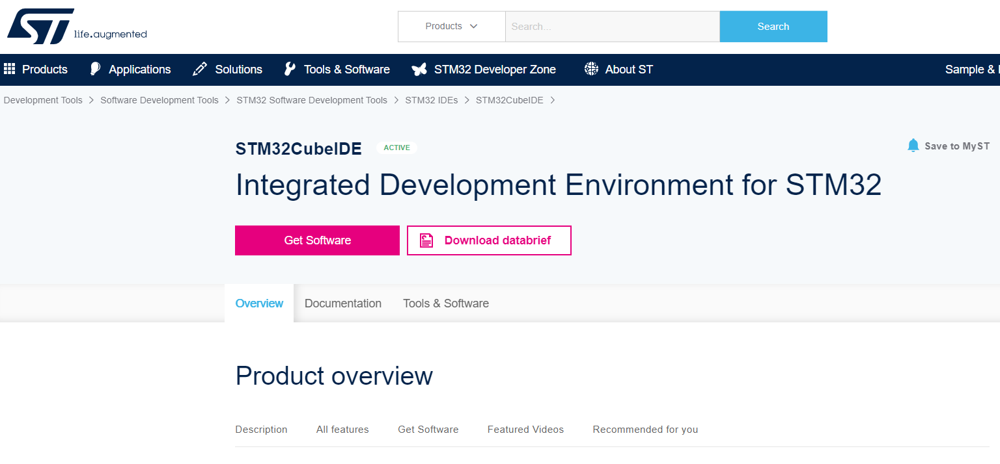 ST life.augmented
Products Search... Search
Products Applications Solutions Tools & Software STM32 Developer Zone About ST Sample &
Development Tools > Software Development Tools > STM32 Software Development Tools > STM32 IDEs > STM32CubeIDE >
STM32CubeIDE ACTIVE Save to MyST
Integrated Development Environment for STM32
Get Software Download databrief
Overview Documentation Tools & Software
Product overview
Description All features Get Software Featured Videos Recommended for you